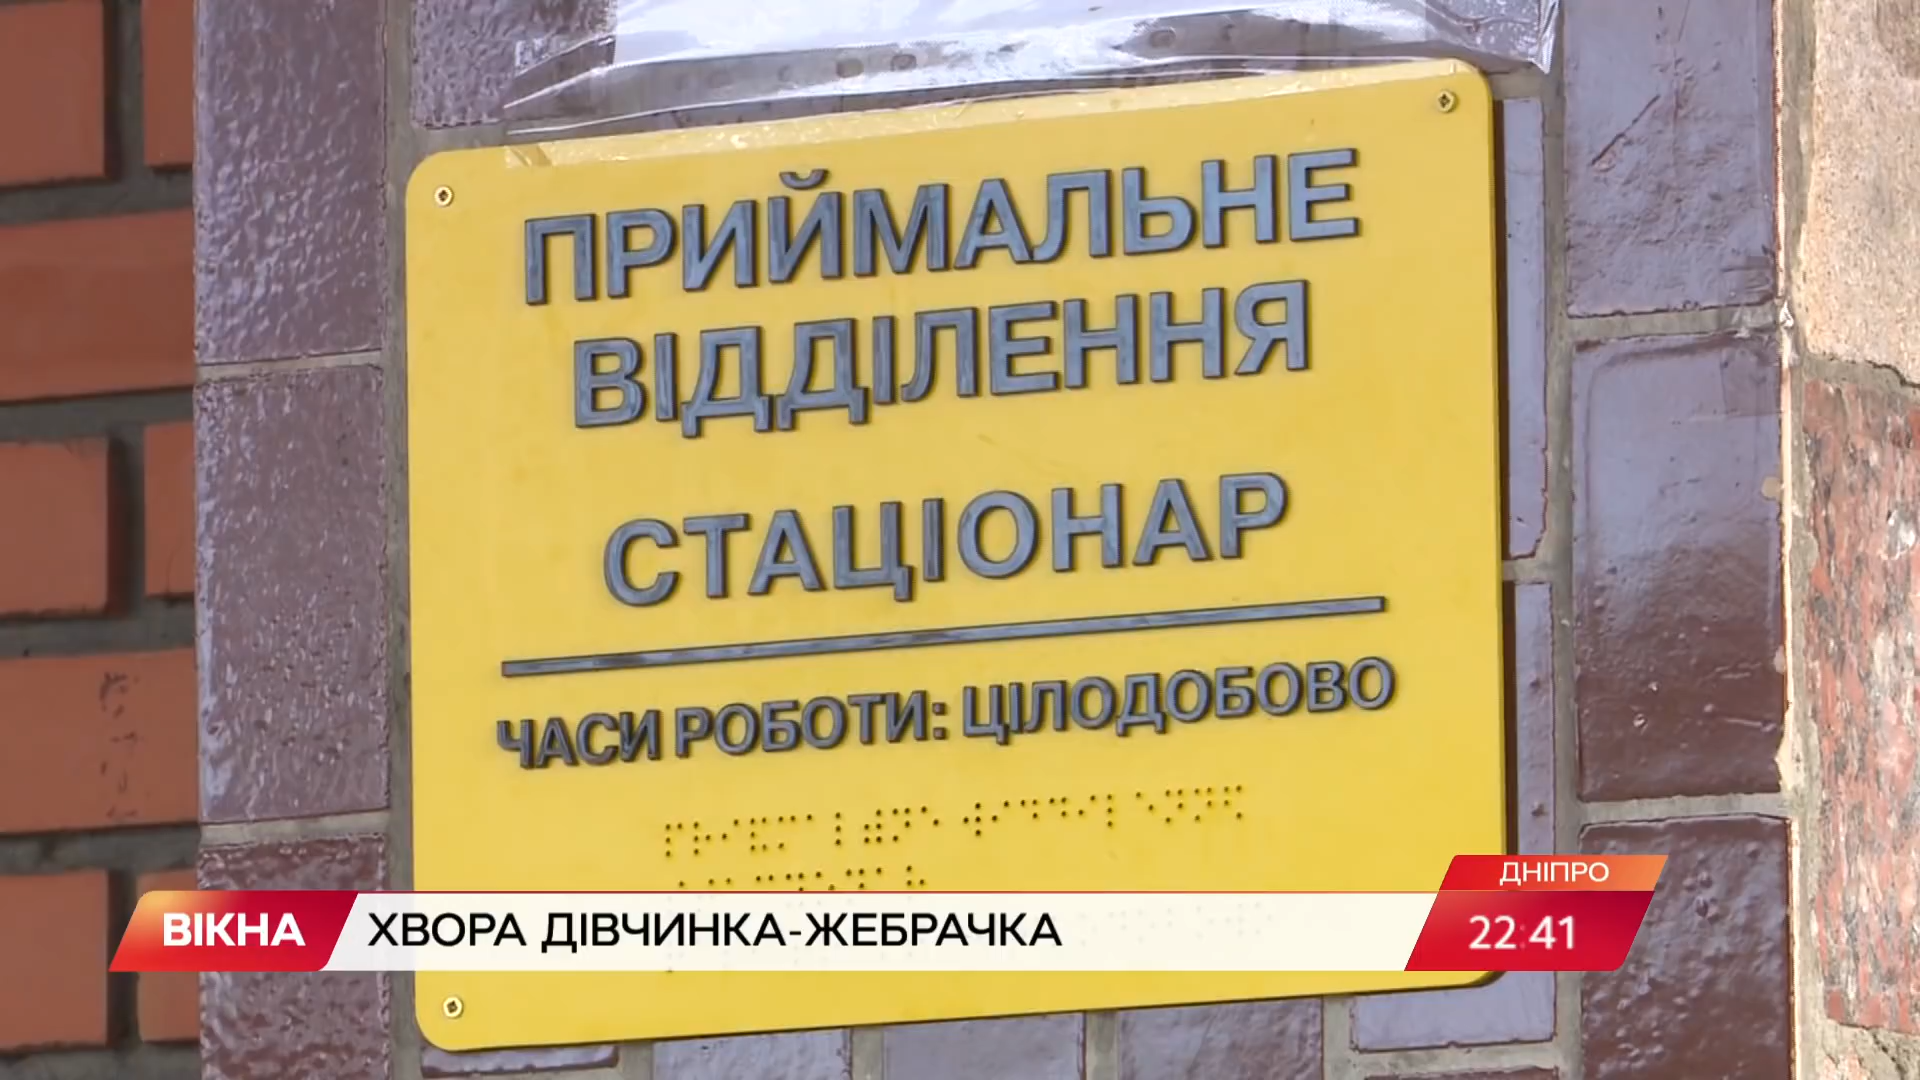 ПРИЙМАЛЬНЕ
ВІДДІЛЕННЯ
СТАЦІОНАР
ЧАСИ РОБОТИ: ЦІЛОДОБОВО
ДНІПРО
ВІКНА
ХВОРА ДІВЧИНКА-ЖЕБРАЧКА
22:41